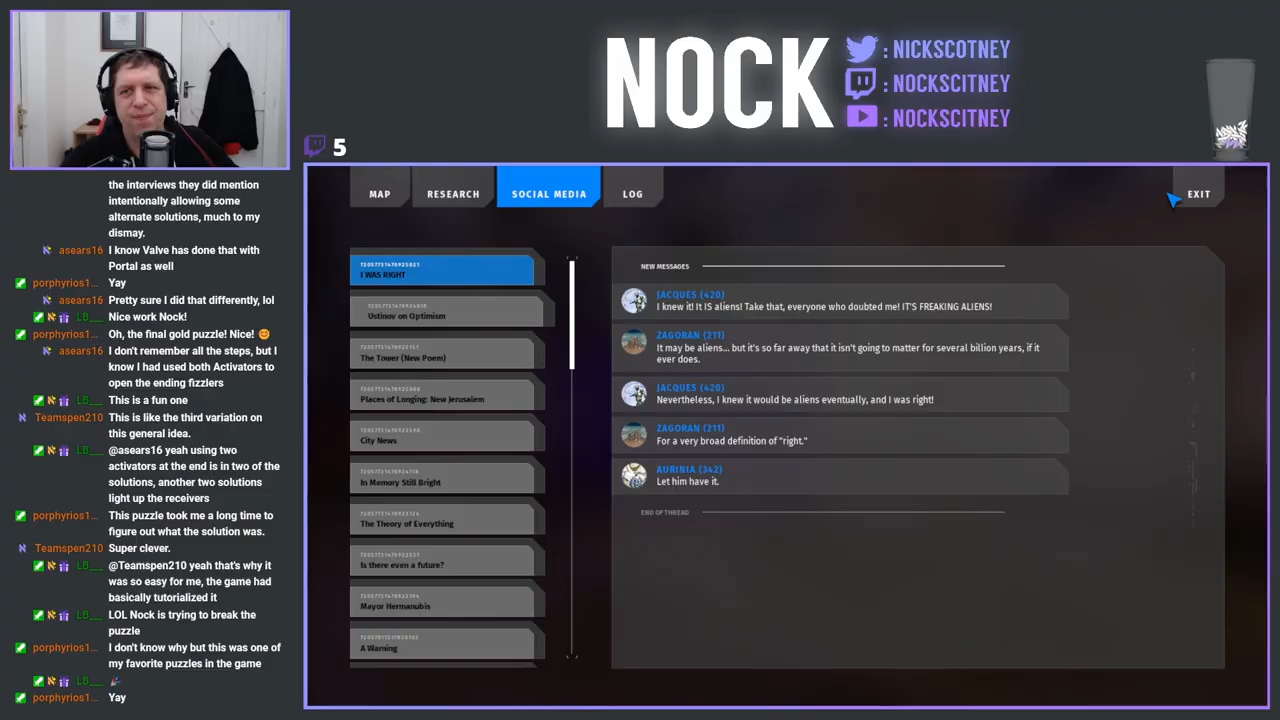 NOCK
: NICKSCOTNEY
: NOCKSCITNEY
: NOCKSCITNEY
5
the interviews they did mention
intentionally allowing some
alternate solutions, much to my
dismay.
asears16 I know Valve has done that with
Portal as well
porphyrios1... Yay
asears16 Pretty sure I did that differently, lol
LB__ Nice work Nock!
porphyrios1... Oh, the final gold puzzle! Nice! 😊
asears16 I don't remember all the steps, but I
know I had used both Activators to
open the ending fizzlers
LB__ This is a fun one
Teamspen210 This is like the third variation on
this general idea.
LB__ @asears16 yeah using two
activators at the end is in two of the
solutions, another two solutions
light up the receivers
porphyrios1... This puzzle took me a long time to
figure out what the solution was.
Teamspen210 Super clever.
LB__ @Teamspen210 yeah that's why it
was so easy for me, the game had
basically tutorialized it
LB__ LOL Nock is trying to break the
puzzle
porphyrios1... I don't know why but this was one of
my favorite puzzles in the game
LB__ 🎉
porphyrios1... Yay
MAP
RESEARCH
SOCIAL MEDIA
LOG
EXIT
I WAS RIGHT
Ustinov on Optimism
The Tower (New Poem)
Places of Longing: New Jerusalem
City News
In Memory Still Bright
The Theory of Everything
Is there even a future?
Mayor Hermanubis
A Warning
NEW MESSAGES
JACQUES (420)
I knew it! It IS aliens! Take that, everyone who doubted me! IT'S FREAKING ALIENS!
ZAGORAN (211)
It may be aliens... but it's so far away that it isn't going to matter for several billion years, if it
ever does.
JACQUES (420)
Nevertheless, I knew it would be aliens eventually, and I was right!
ZAGORAN (211)
For a very broad definition of "right."
AURINIA (342)
Let him have it.
END OF THREAD